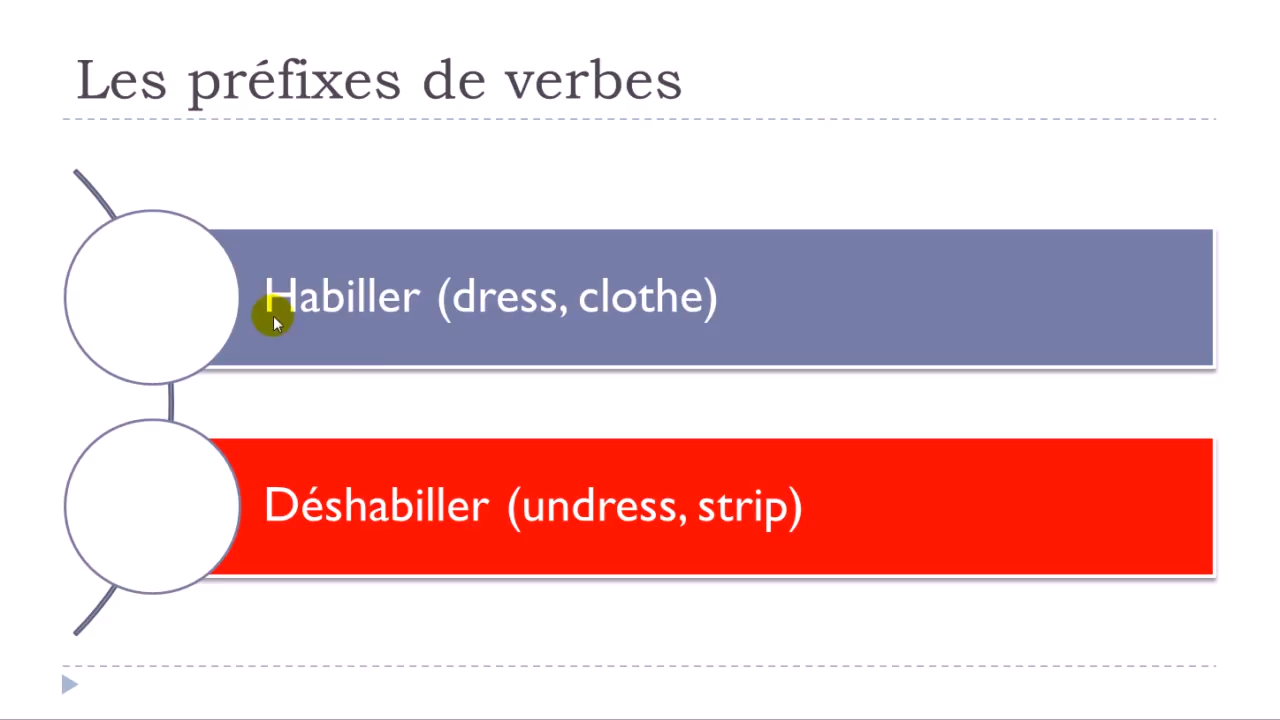 Les préfixes de verbes
Habiller (dress, clothe)
Déshabiller (undress, strip)